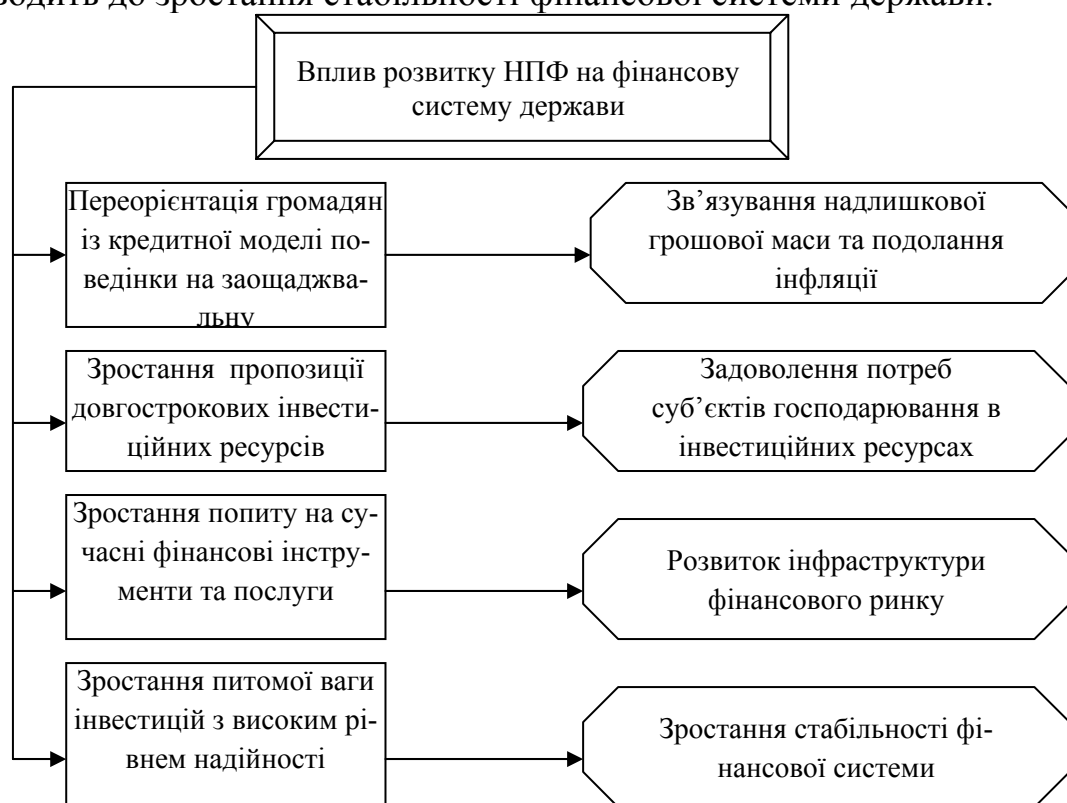 водить до зростання стабільності фінансової системи держави.
Вплив розвитку НПФ на фінансову
систему держави
Переорієнтація громадян
із кредитної моделі по-
ведінки на заощаджва-
льну
Зв’язування надлишкової
грошової маси та подолання
інфляції
Зростання пропозиції
довгострокових інвести-
ційних ресурсів
Задоволення потреб
суб’єктів господарювання в
інвестиційних ресурсах
Зростання попиту на су-
часні фінансові інстру-
менти та послуги
Розвиток інфраструктури
фінансового ринку
Зростання питомої ваги
інвестицій з високим рі-
внем надійності
Зростання стабільності фі-
нансової системи